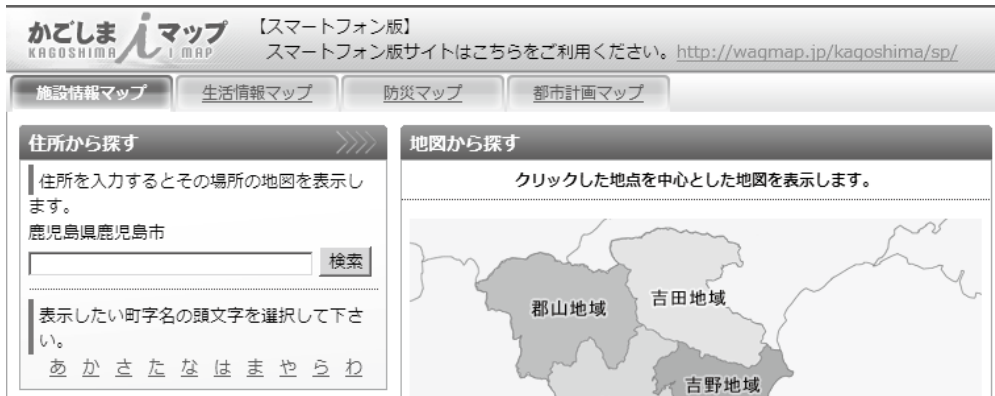 かごしま i マップ
KAGOSHIMA I MAP
【スマートフォン版】
スマートフォン版サイトはこちらをご利用ください。http://wagmap.jp/kagoshima/sp/
施設情報マップ 生活情報マップ 防災マップ 都市計画マップ
住所から探す
住所を入力するとその場所の地図を表示し
ます。
鹿児島県鹿児島市
検索
表示したい町字名の頭文字を選択して下さ
い。
あ か さ た な は ま や ら わ
地図から探す
クリックした地点を中心とした地図を表示します。
郡山地域
吉田地域
吉野地域